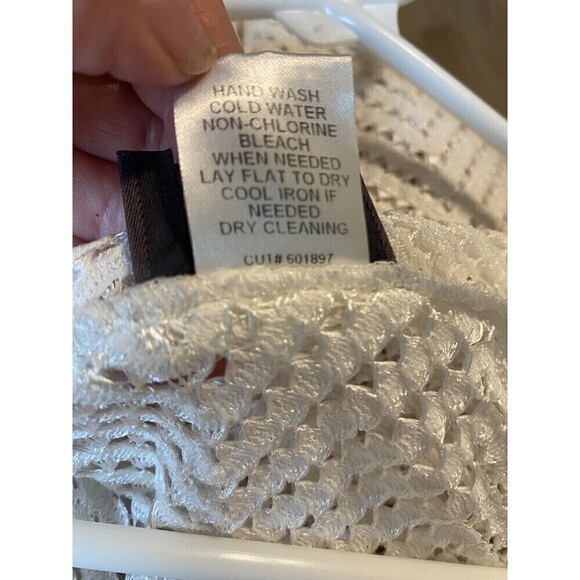 HAND WASH
COLD WATER
NON-CHLORINE
BLEACH
WHEN NEEDED
LAY FLAT TO DRY
COOL IRON IF
NEEDED
DRY CLEANING
CUT# 601897